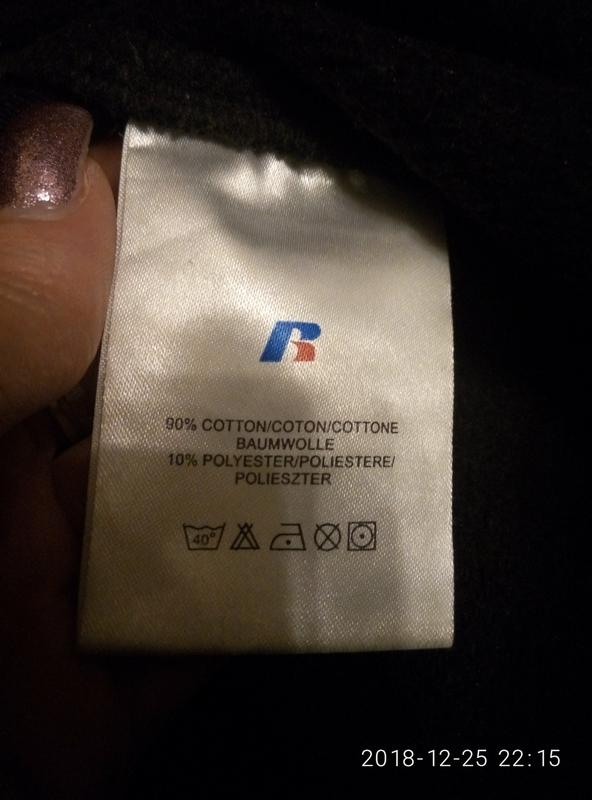 R
90% COTTON/COTON/COTTONE
BAUMWOLLE
10% POLYESTER/POLIESTERE/
POLIESZTER
40°
2018-12-25 22:15